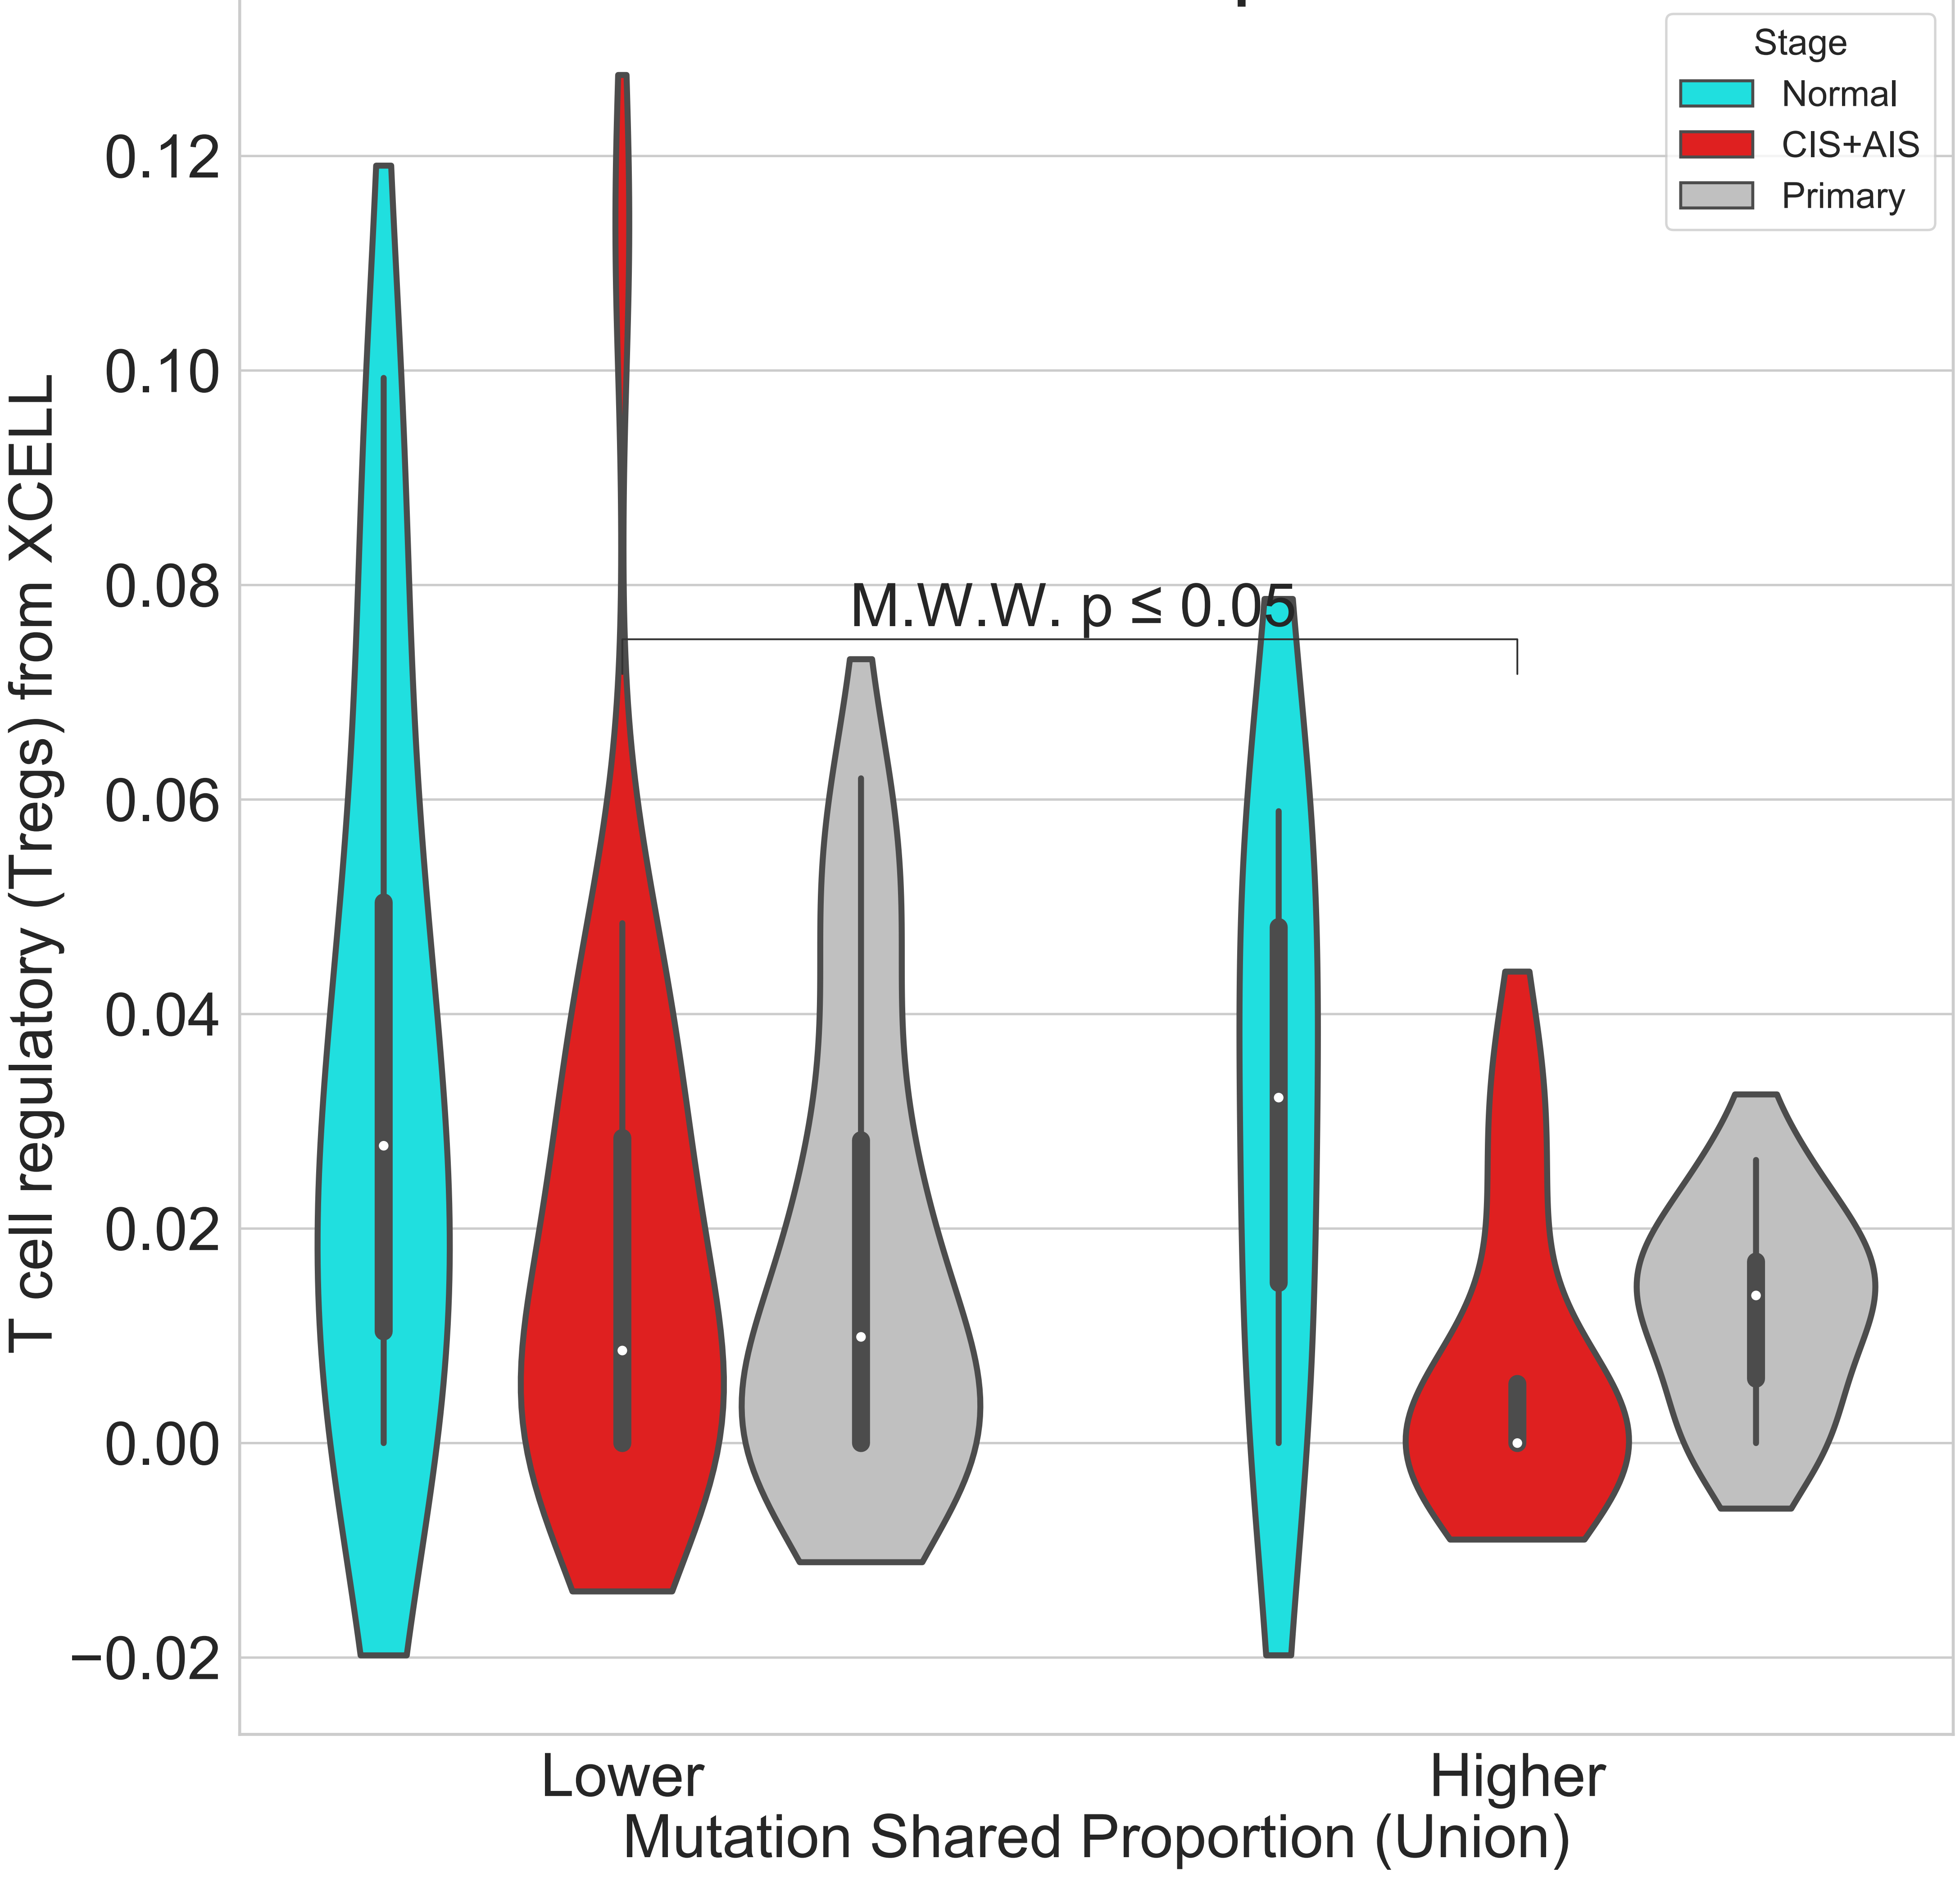 Stage
Normal
CIS+AIS
Primary
0.12
0.10
0.08
0.06
0.04
0.02
0.00
−0.02
T cell regulatory (Tregs) from XCELL
M.W.W. p ≤ 0.05
Lower
Higher
Mutation Shared Proportion (Union)